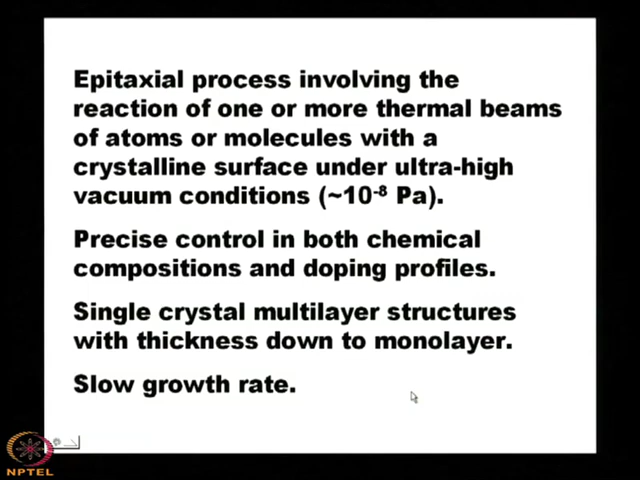 Epitaxial process involving the
reaction of one or more thermal beams
of atoms or molecules with a
crystalline surface under ultra-high
vacuum conditions (~10⁻⁸ Pa).
Precise control in both chemical
compositions and doping profiles.
Single crystal multilayer structures
with thickness down to monolayer.
Slow growth rate.
NPTEL